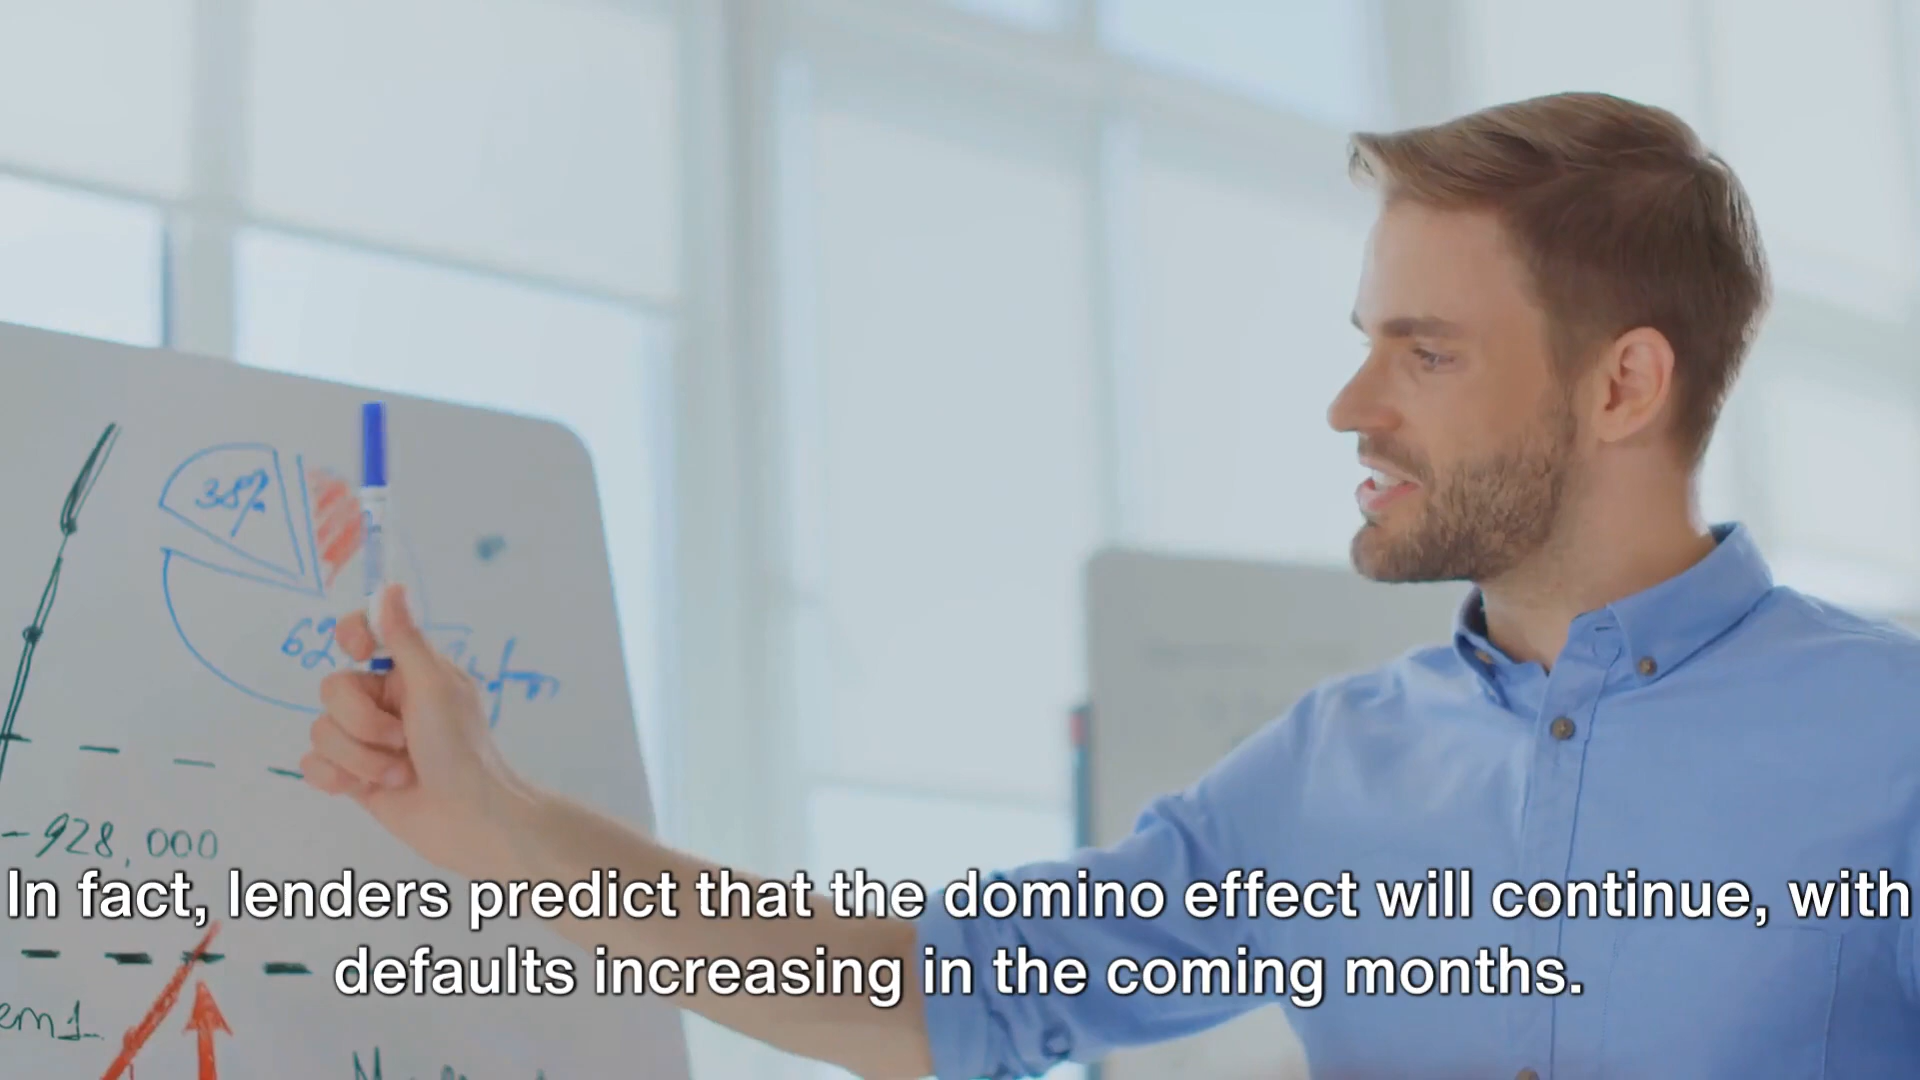 38%
62
-928,000
In fact, lenders predict that the domino effect will continue, with
defaults increasing in the coming months.
em1